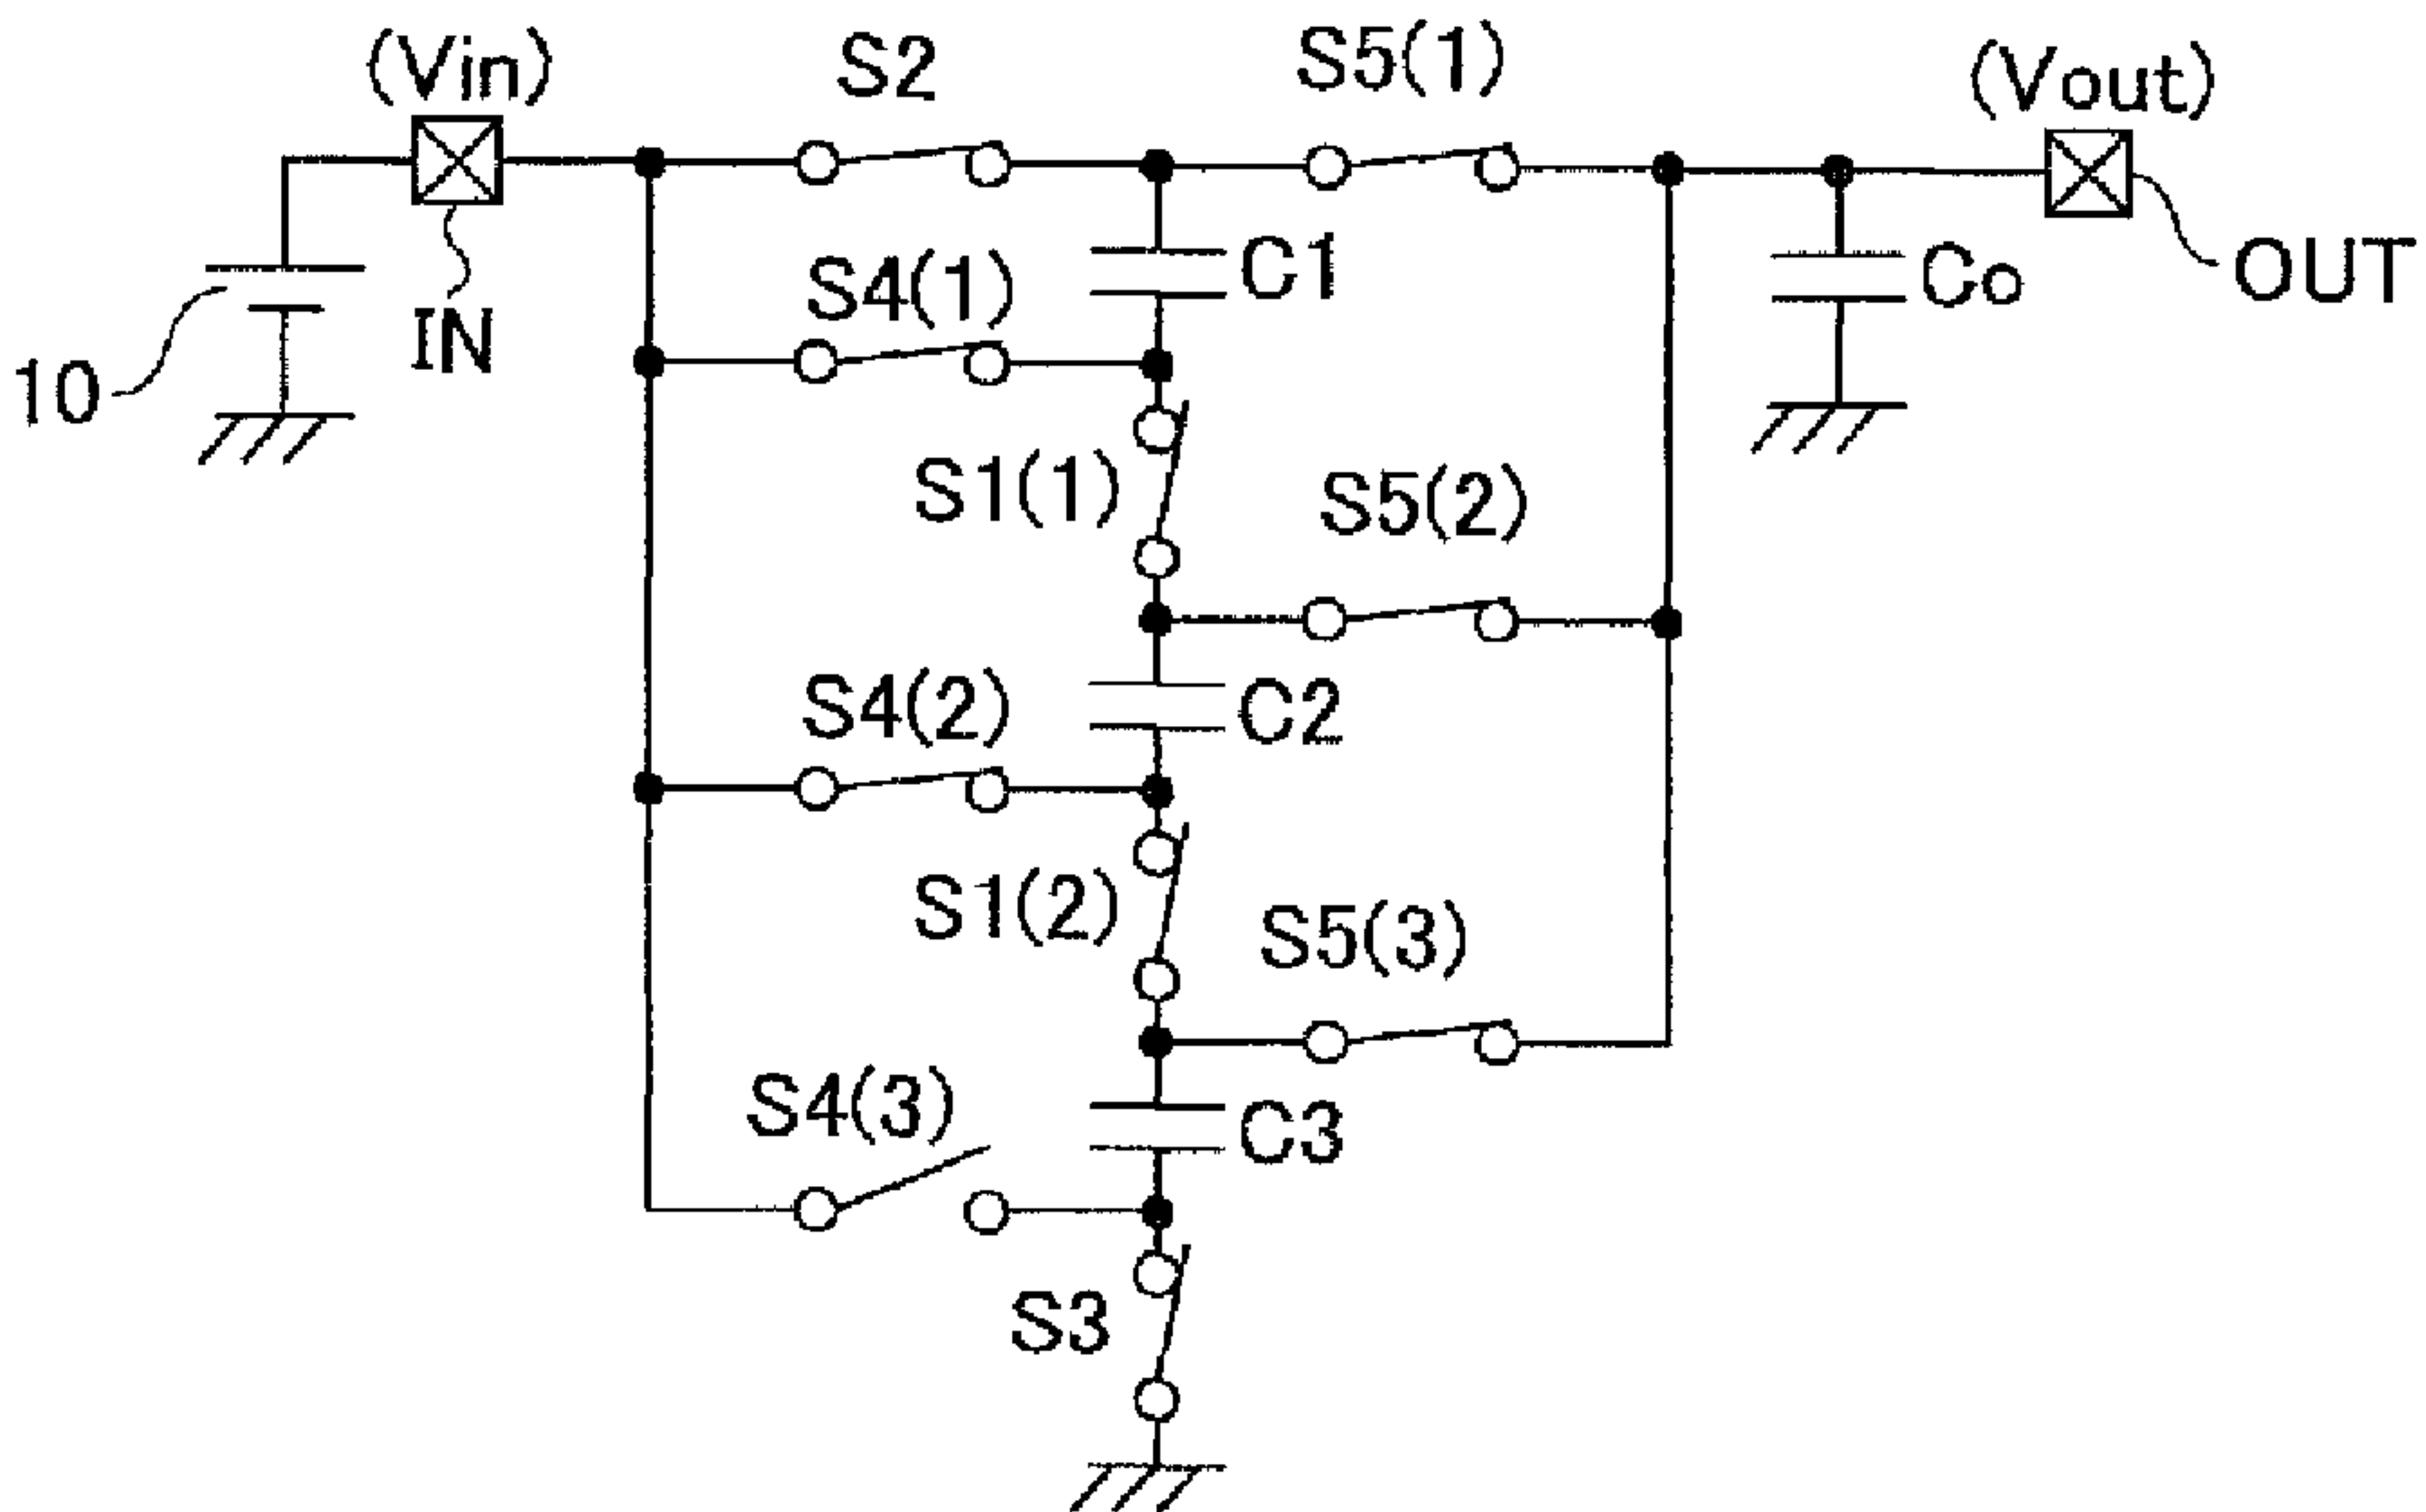 (Vin)
S2
S5(1)
(Vout)
10
IN
S4(1)
C1
Co
OUT
S1(1)
S5(2)
S4(2)
C2
S1(2)
S5(3)
S4(3)
C3
S3